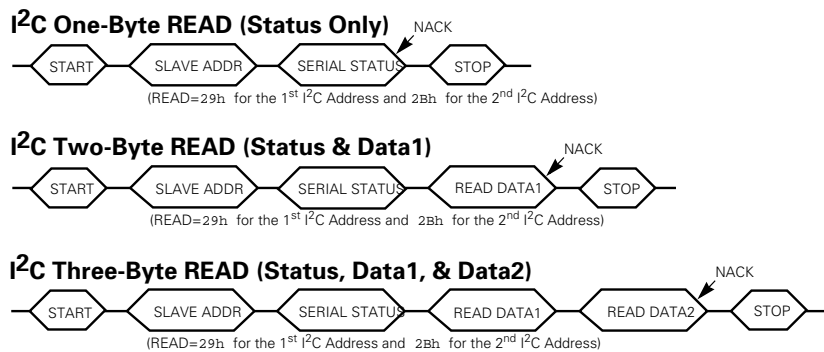 I²C One-Byte READ (Status Only)
NACK
START SLAVE ADDR SERIAL STATUS STOP
(READ=29h for the 1st I²C Address and 2Bh for the 2nd I²C Address)
I²C Two-Byte READ (Status & Data1)
NACK
START SLAVE ADDR SERIAL STATUS READ DATA1 STOP
(READ=29h for the 1st I²C Address and 2Bh for the 2nd I²C Address)
I²C Three-Byte READ (Status, Data1, & Data2)
NACK
START SLAVE ADDR SERIAL STATUS READ DATA1 READ DATA2 STOP
(READ=29h for the 1st I²C Address and 2Bh for the 2nd I²C Address)